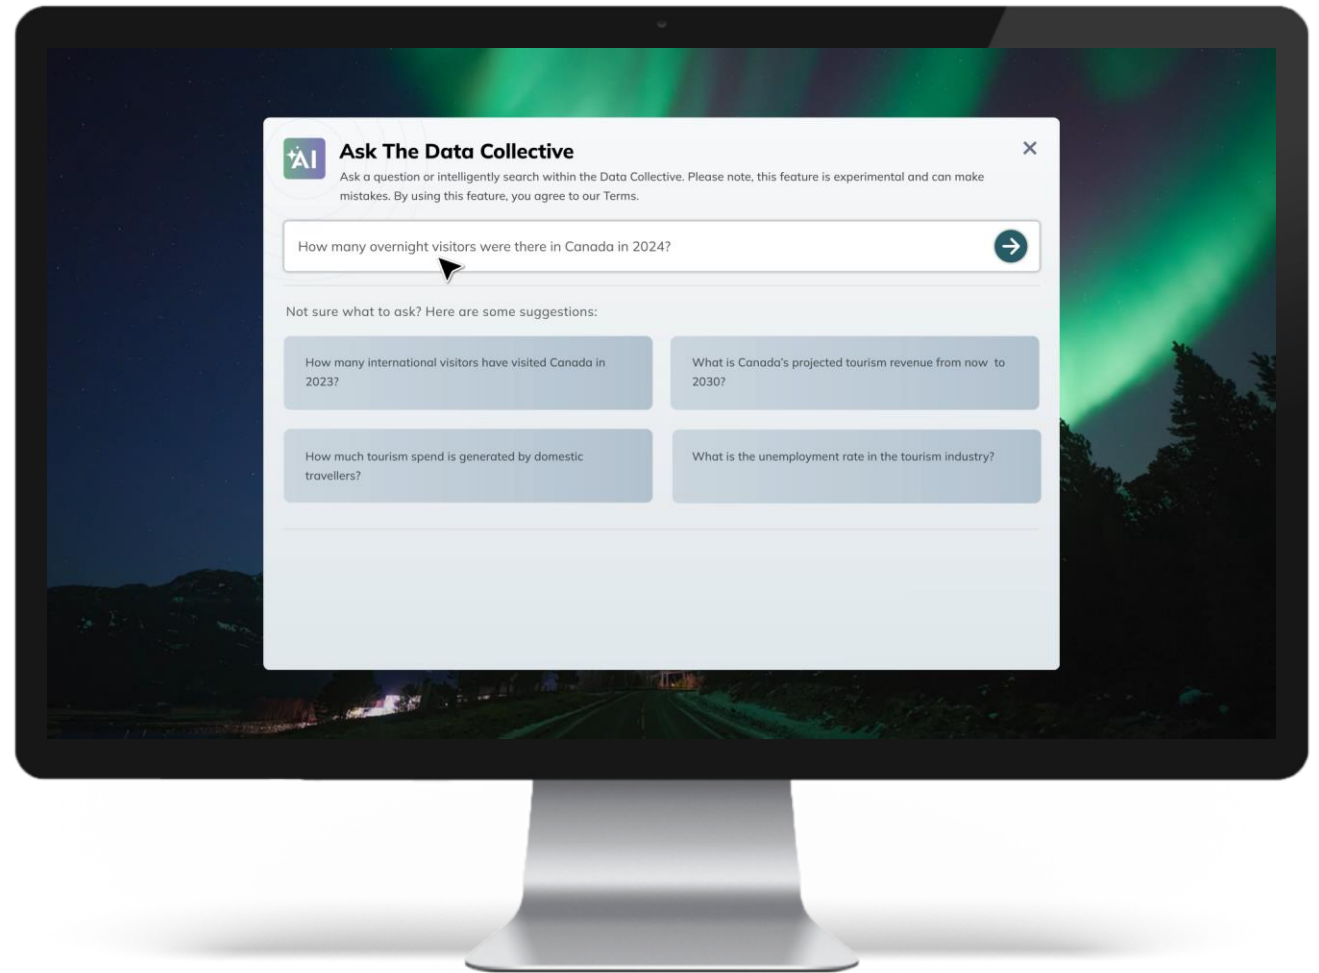 AI
Ask The Data Collective
Ask a question or intelligently search within the Data Collective. Please note, this feature is experimental and can make
mistakes. By using this feature, you agree to our Terms.
How many overnight visitors were there in Canada in 2024?
Not sure what to ask? Here are some suggestions:
How many international visitors have visited Canada in
2023?
What is Canada's projected tourism revenue from now to
2030?
How much tourism spend is generated by domestic
travellers?
What is the unemployment rate in the tourism industry?